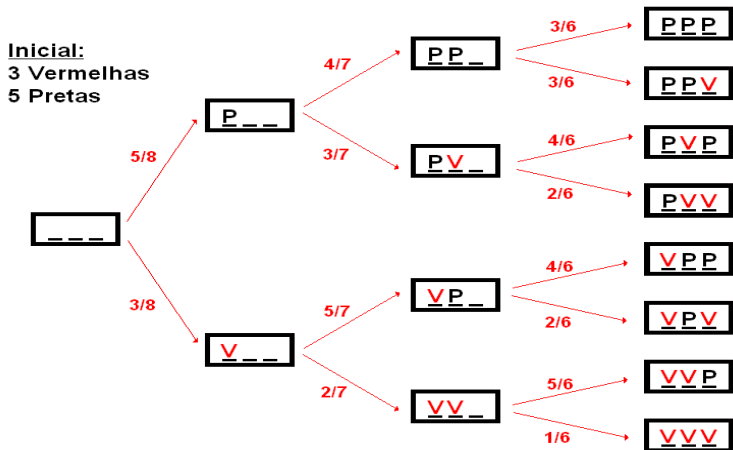 Inicial:
3 Vermelhas
5 Pretas
_ _ _
5/8
3/8
P _ _
V _ _
4/7
3/7
5/7
2/7
P P _
P V _
V P _
V V _
3/6
3/6
4/6
2/6
4/6
2/6
5/6
1/6
P P P
P P V
P V P
P V V
V P P
V P V
V V P
V V V